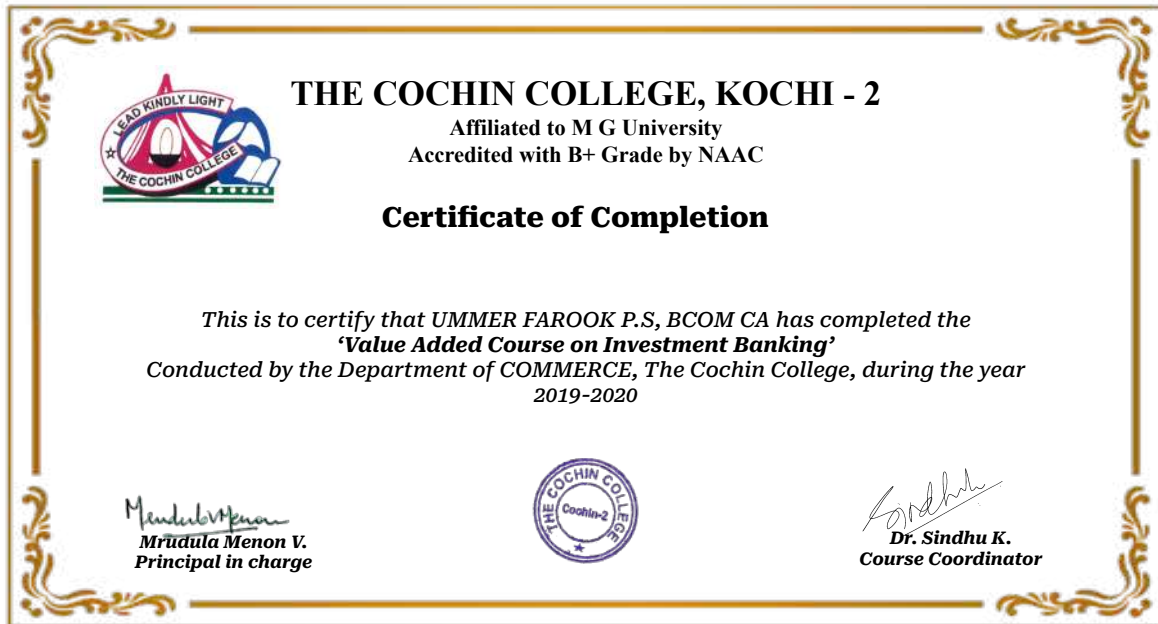 LEAD KINDLY LIGHT
THE COCHIN COLLEGE
THE COCHIN COLLEGE, KOCHI - 2
Affiliated to M G University
Accredited with B+ Grade by NAAC
Certificate of Completion
This is to certify that UMMER FAROOK P.S, BCOM CA has completed the
‘Value Added Course on Investment Banking’
Conducted by the Department of COMMERCE, The Cochin College, during the year
2019-2020
MrudulaVMenon
Mrudula Menon V.
Principal in charge
THE COCHIN COLLEGE
Cochin-2
Sindhu
Dr. Sindhu K.
Course Coordinator